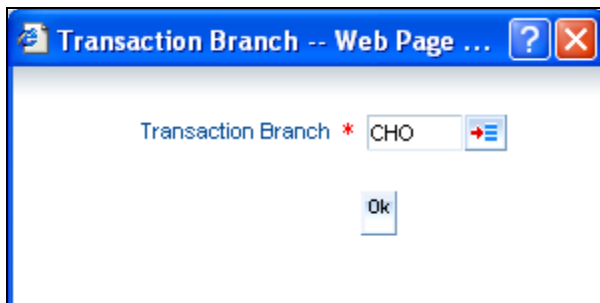 Transaction Branch -- Web Page ...
Transaction Branch * CHO
Ok